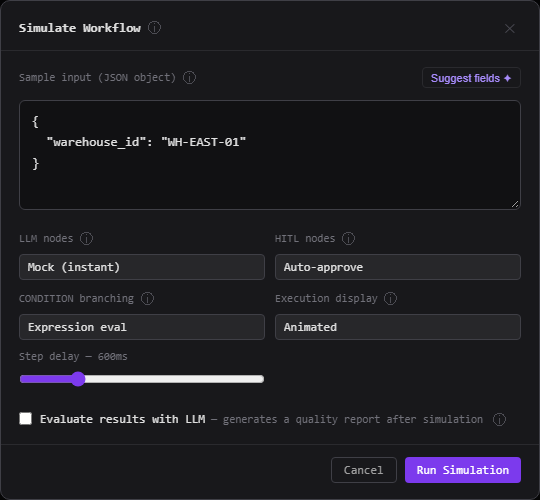 Simulate Workflow
Sample input (JSON object)
Suggest fields ✦
{
  "warehouse_id": "WH-EAST-01"
}
LLM nodes
HITL nodes
Mock (instant)
Auto-approve
CONDITION branching
Execution display
Expression eval
Animated
Step delay — 600ms
Evaluate results with LLM — generates a quality report after simulation
Cancel
Run Simulation